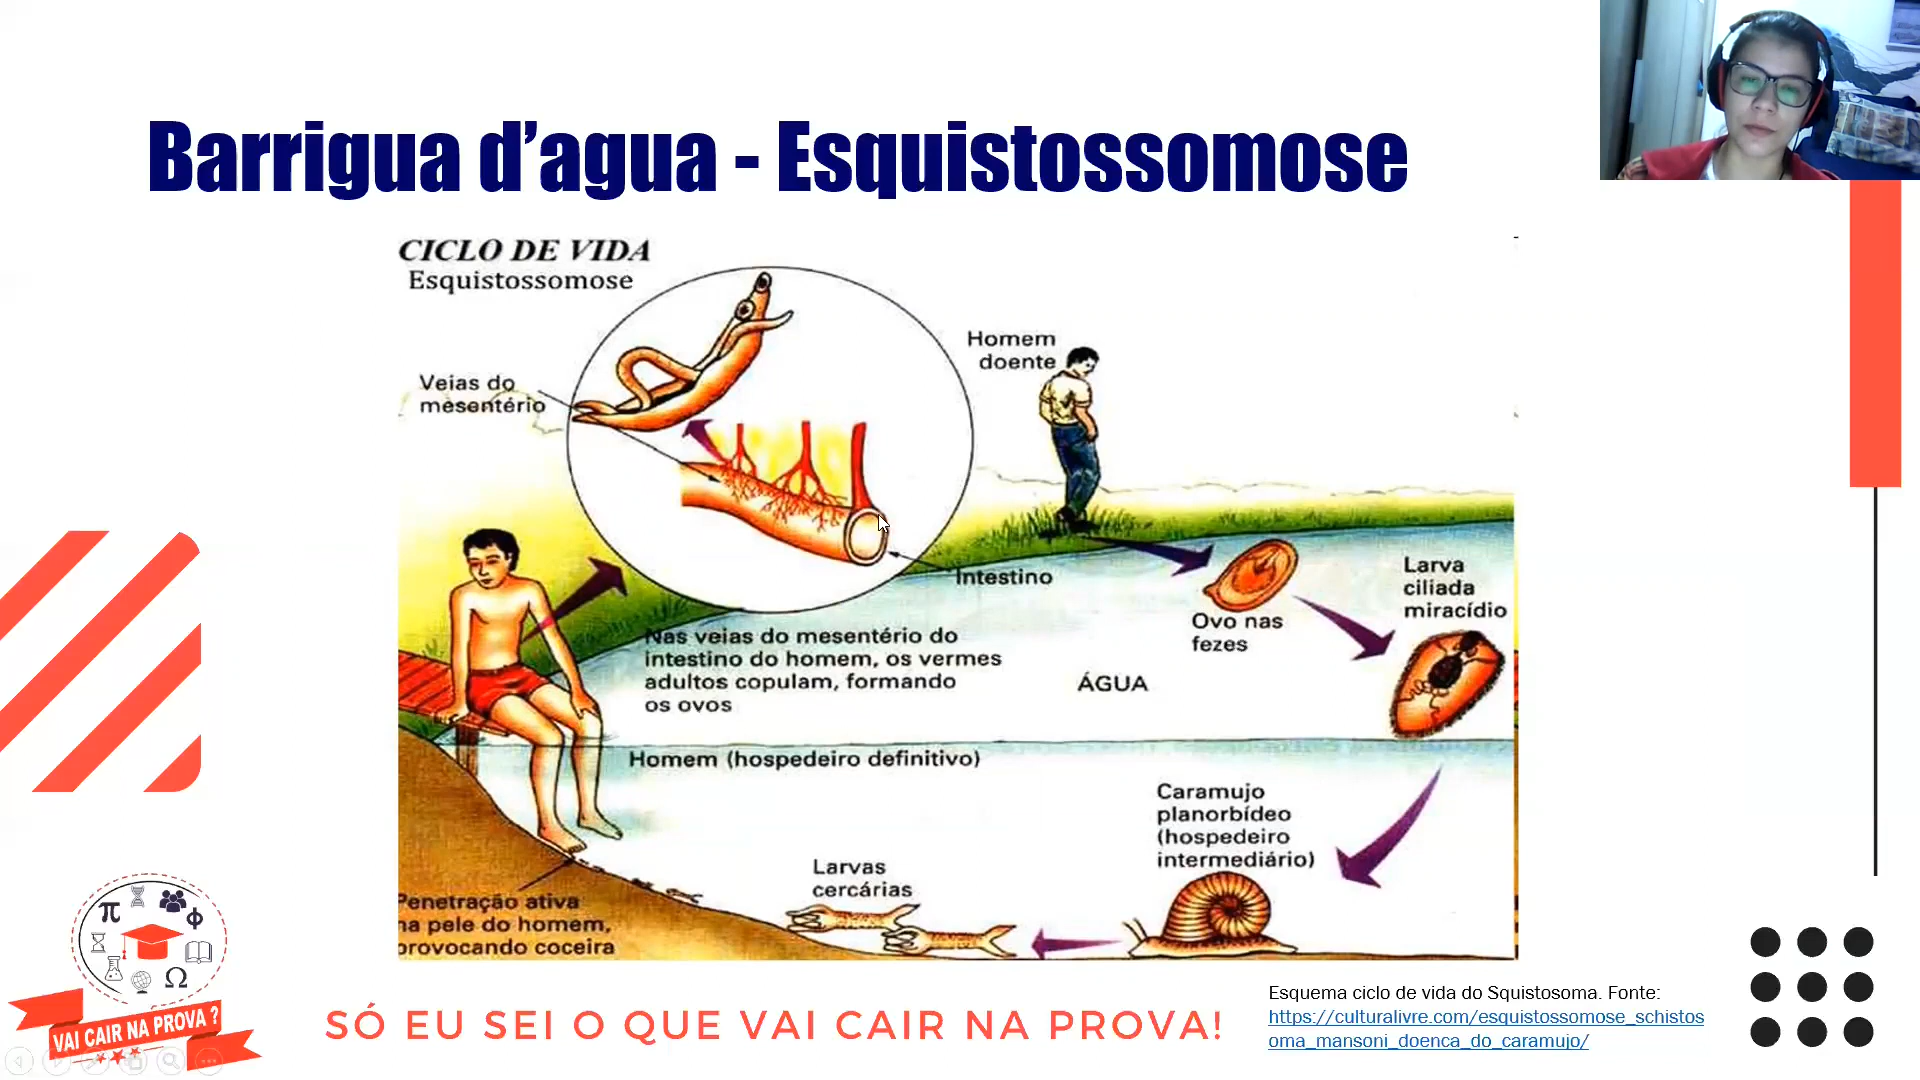 Barrigua d’agua - Esquistossomose
CICLO DE VIDA
Esquistossomose
Veias do
mesentério
Homem
doente
Intestino
Ovo nas
fezes
Larva
ciliada
miracídio
Nas veias do mesentério do
intestino do homem, os vermes
adultos copulam, formando
os ovos
ÁGUA
Homem (hospedeiro definitivo)
Caramujo
planorbídeo
(hospedeiro
intermediário)
Larvas
cercárias
Penetração ativa
na pele do homem,
provocando coceira
π
ϕ
Ω
VAI CAIR NA PROVA ?
SÓ EU SEI O QUE VAI CAIR NA PROVA!
Esquema ciclo de vida do Squistosoma. Fonte:
https://culturalivre.com/esquistossomose_schistos
oma_mansoni_doenca_do_caramujo/